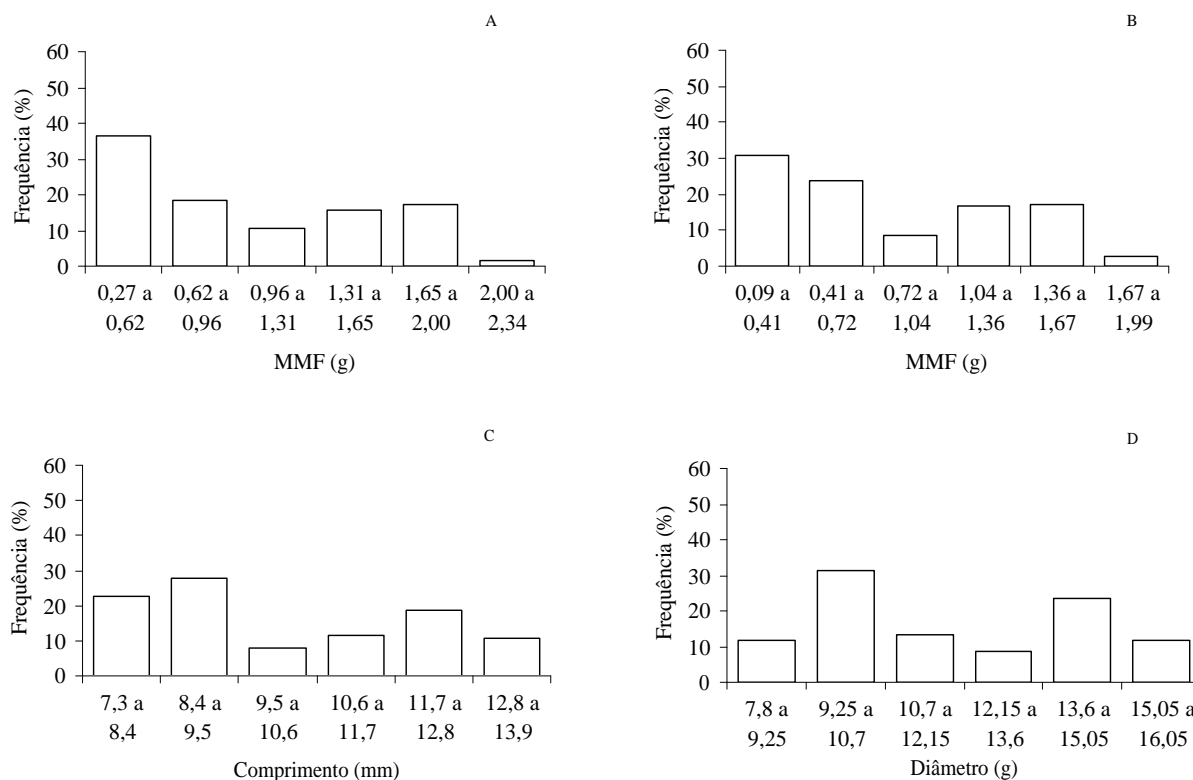 A
60
50
40
30
20
10
0
Frequência (%)
0,27 a 0,62 a 0,96 a 1,31 a 1,65 a 2,00 a
0,62 0,96 1,31 1,65 2,00 2,34
MMF (g)
B
60
50
40
30
20
10
0
Frequência (%)
0,09 a 0,41 a 0,72 a 1,04 a 1,36 a 1,67 a
0,41 0,72 1,04 1,36 1,67 1,99
MMF (g)
C
60
50
40
30
20
10
0
Frequência (%)
7,3 a 8,4 a 9,5 a 10,6 a 11,7 a 12,8 a
8,4 9,5 10,6 11,7 12,8 13,9
Comprimento (mm)
D
60
50
40
30
20
10
0
Frequência (%)
7,8 a 9,25 a 10,7 a 12,15 a 13,6 a 15,05 a
9,25 10,7 12,15 13,6 15,05 16,05
Diâmetro (g)